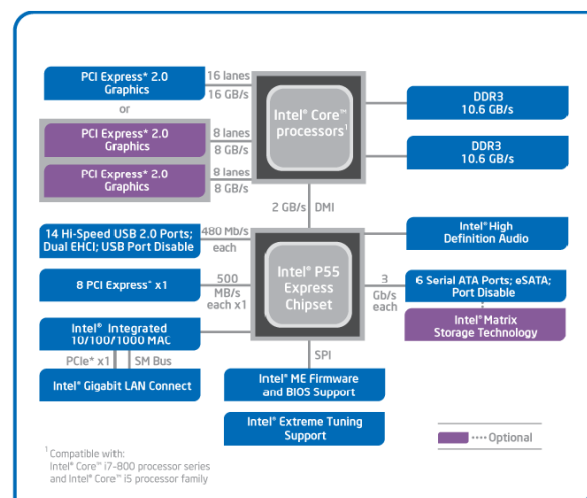 PCI Express* 2.0
Graphics
16 lanes
16 GB/s
or
PCI Express* 2.0
Graphics
8 lanes
8 GB/s
PCI Express* 2.0
Graphics
8 lanes
8 GB/s
Intel® Core™
processors¹
DDR3
10.6 GB/s
DDR3
10.6 GB/s
2 GB/s
DMI
14 Hi-Speed USB 2.0 Ports;
Dual EHCI; USB Port Disable
480 Mb/s
each
Intel® High
Definition Audio
8 PCI Express* x1
500
MB/s
each x1
Intel® P55
Express
Chipset
3
Gb/s
each
6 Serial ATA Ports; eSATA;
Port Disable
Intel® Matrix
Storage Technology
Intel® Integrated
10/100/1000 MAC
PCIe* x1
SM Bus
Intel® Gigabit LAN Connect
SPI
Intel® ME Firmware
and BIOS Support
Intel® Extreme Tuning
Support
Optional
¹ Compatible with:
Intel® Core™ i7-800 processor series
and Intel® Core™ i5 processor family